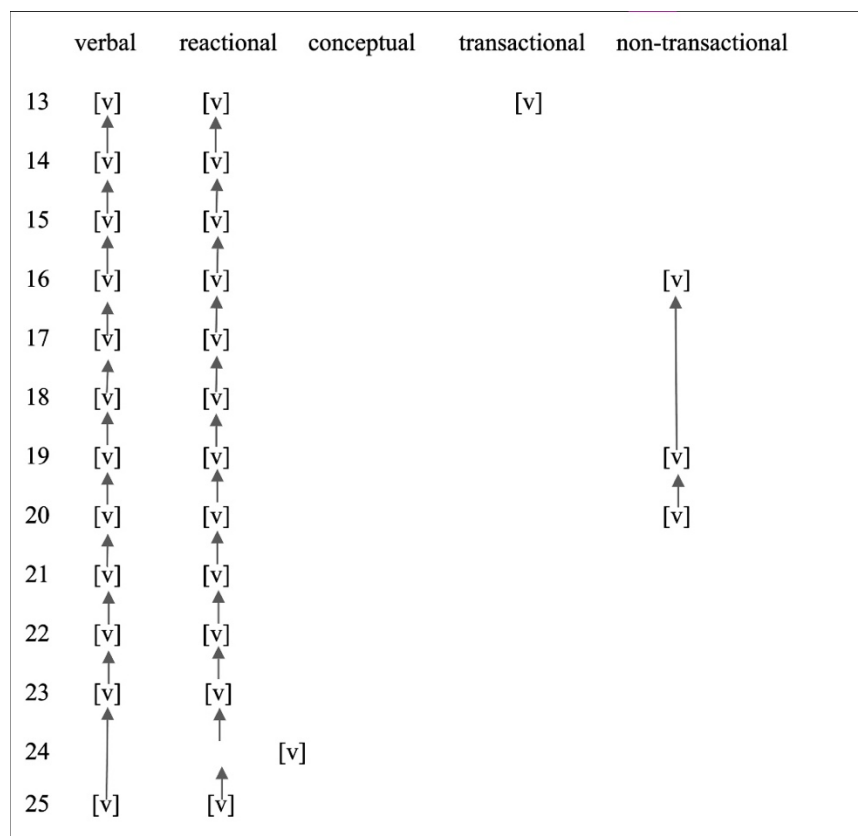 verbal reactional conceptual transactional non-transactional
13 [v] [v] [v]
14 [v] [v]
15 [v] [v]
16 [v] [v] [v]
17 [v] [v]
18 [v] [v]
19 [v] [v] [v]
20 [v] [v] [v]
21 [v] [v]
22 [v] [v]
23 [v] [v]
24 [v]
25 [v] [v]